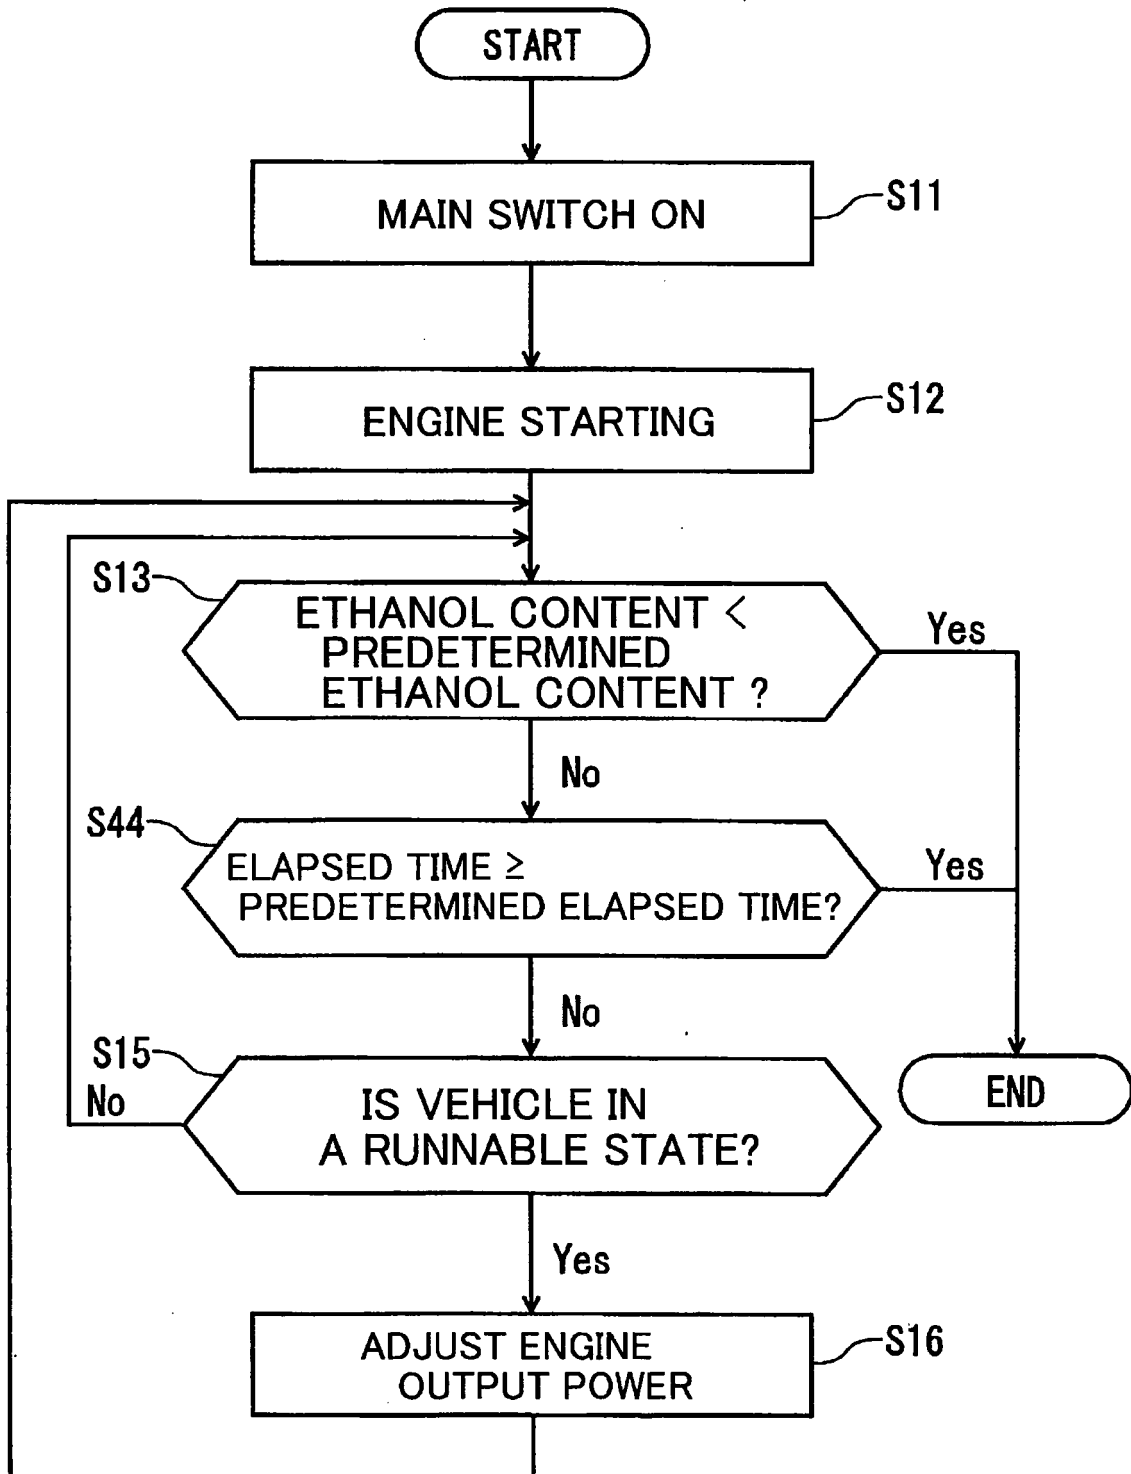 START
MAIN SWITCH ON
S11
ENGINE STARTING
S12
S13
ETHANOL CONTENT <
PREDETERMINED
ETHANOL CONTENT ?
Yes
No
S44
ELAPSED TIME ≥
PREDETERMINED ELAPSED TIME?
Yes
No
S15
IS VEHICLE IN
A RUNNABLE STATE?
No
END
Yes
ADJUST ENGINE
OUTPUT POWER
S16